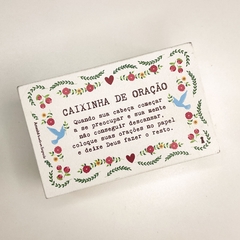 CAIXINHA DE ORAÇÃO
Quando sua cabeça começar
a se preocupar e sua mente
não conseguir descansar,
coloque suas orações no papel
e deixe Deus fazer o resto.